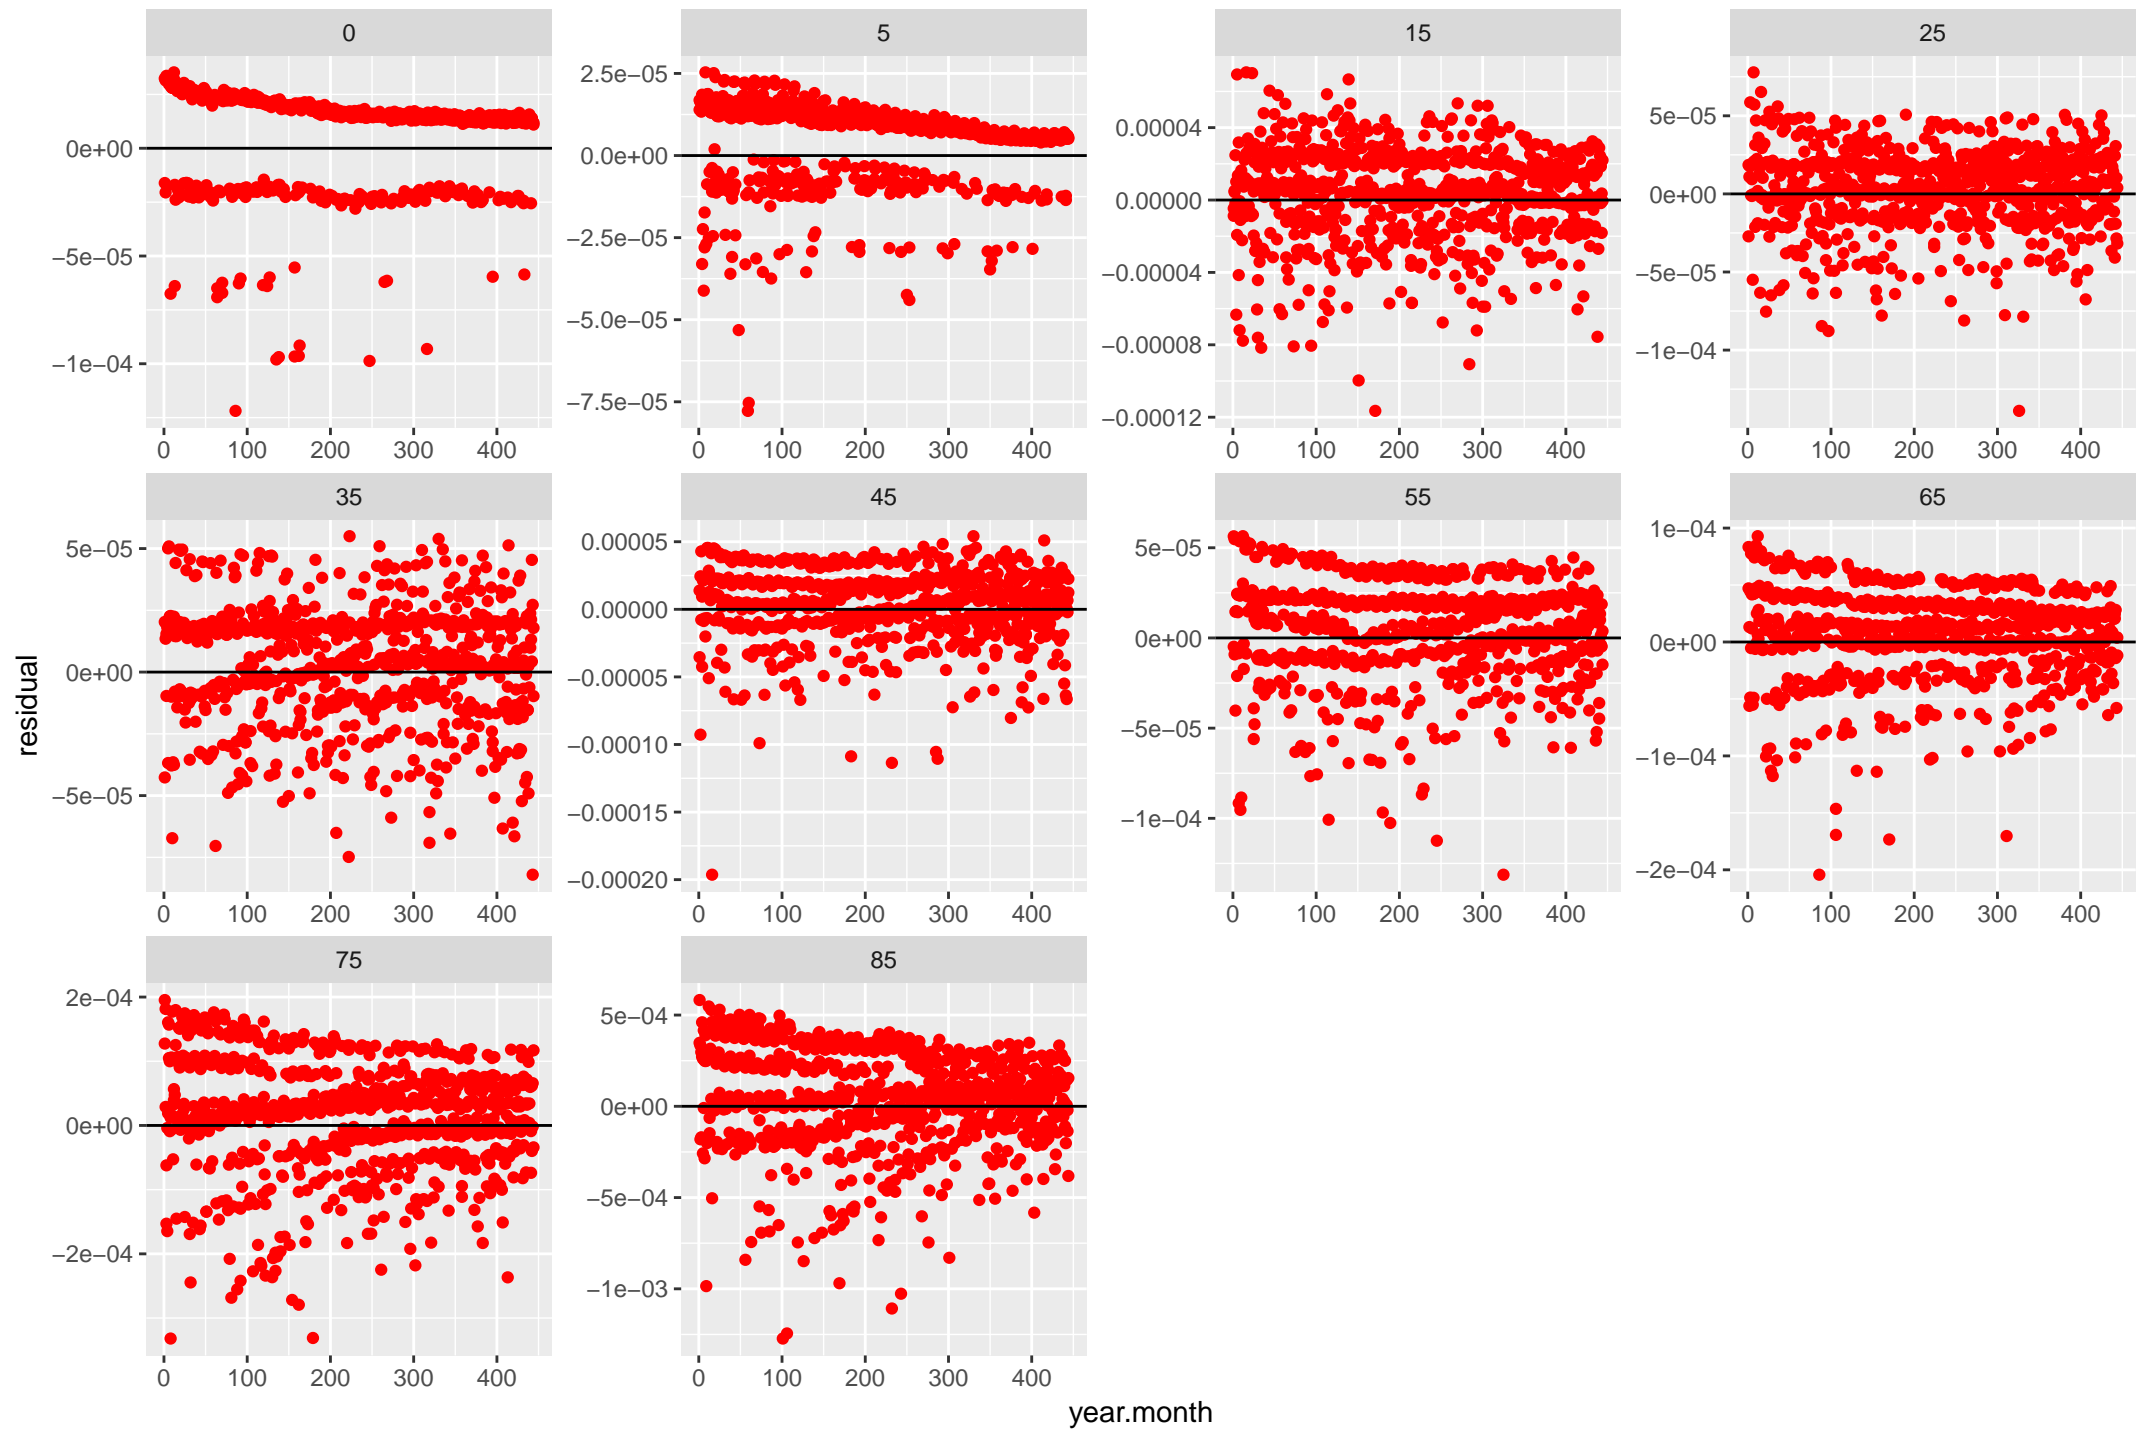 0 5 15 25
0e+00
−5e−05
−1e−04
2.5e−05
0.0e+00
−2.5e−05
−5.0e−05
−7.5e−05
0.00004
0.00000
−0.00004
−0.00008
−0.00012
5e−05
0e+00
−5e−05
−1e−04
0 100 200 300 400 0 100 200 300 400 0 100 200 300 400 0 100 200 300 400
35 45 55 65
5e−05
0e+00
−5e−05
0.00005
0.00000
−0.00005
−0.00010
−0.00015
−0.00020
5e−05
0e+00
−5e−05
−1e−04
1e−04
0e+00
−1e−04
−2e−04
0 100 200 300 400 0 100 200 300 400 0 100 200 300 400 0 100 200 300 400
75 85
2e−04
0e+00
−2e−04
5e−04
0e+00
−5e−04
−1e−03
0 100 200 300 400 0 100 200 300 400
year.month
residual